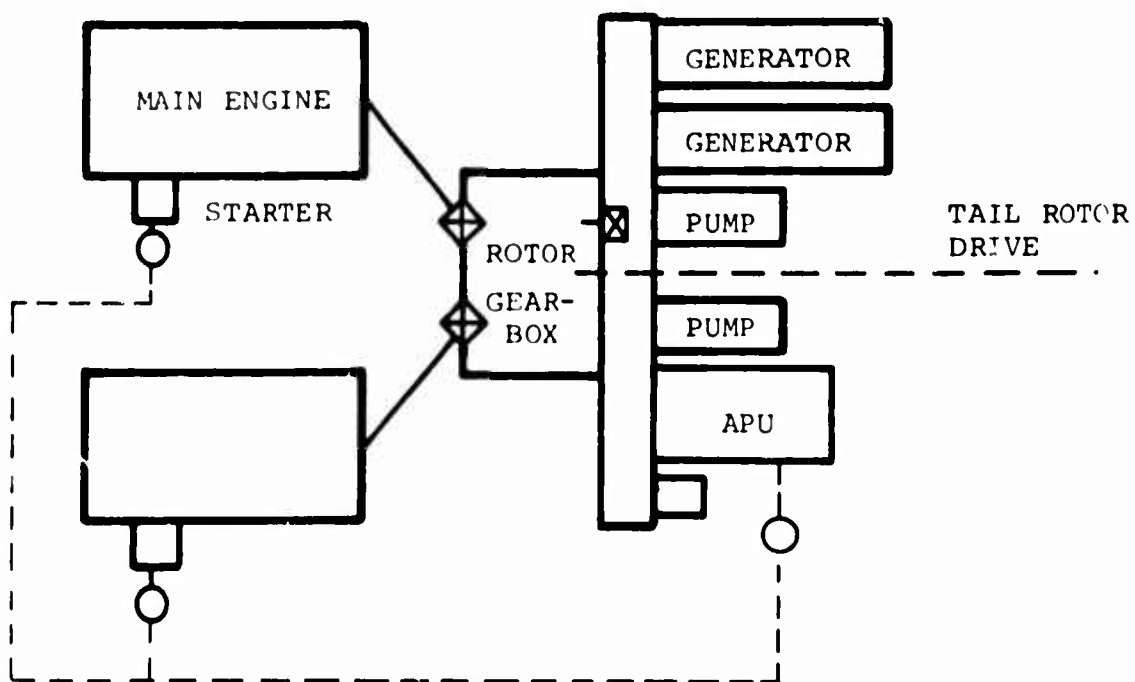 GENERATOR
MAIN ENGINE
GENERATOR
STARTER
PUMP
TAIL ROTOR
DRIVE
ROTOR
GEAR-
BOX
PUMP
APU